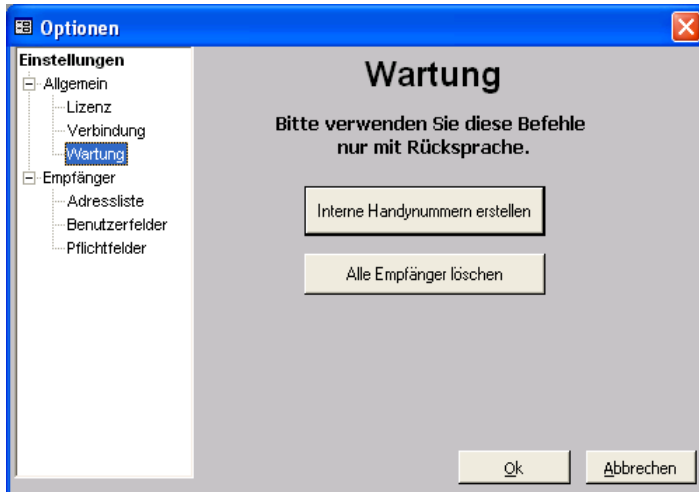 Optionen
Einstellungen
Allgemein
Lizenz
Verbindung
Wartung
Empfänger
Adressliste
Benutzerfelder
Pflichtfelder
Wartung
Bitte verwenden Sie diese Befehle
nur mit Rücksprache.
Interne Handynummern erstellen
Alle Empfänger löschen
Ok
Abbrechen